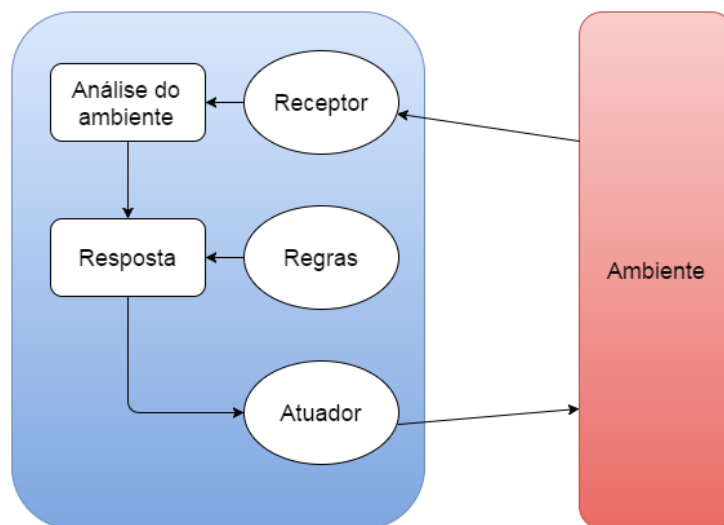 Análise do
ambiente
Receptor
Resposta
Regras
Ambiente
Atuador